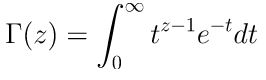 Γ(z) = ∫₀^∞ t^{z−1} e^{−t} dt